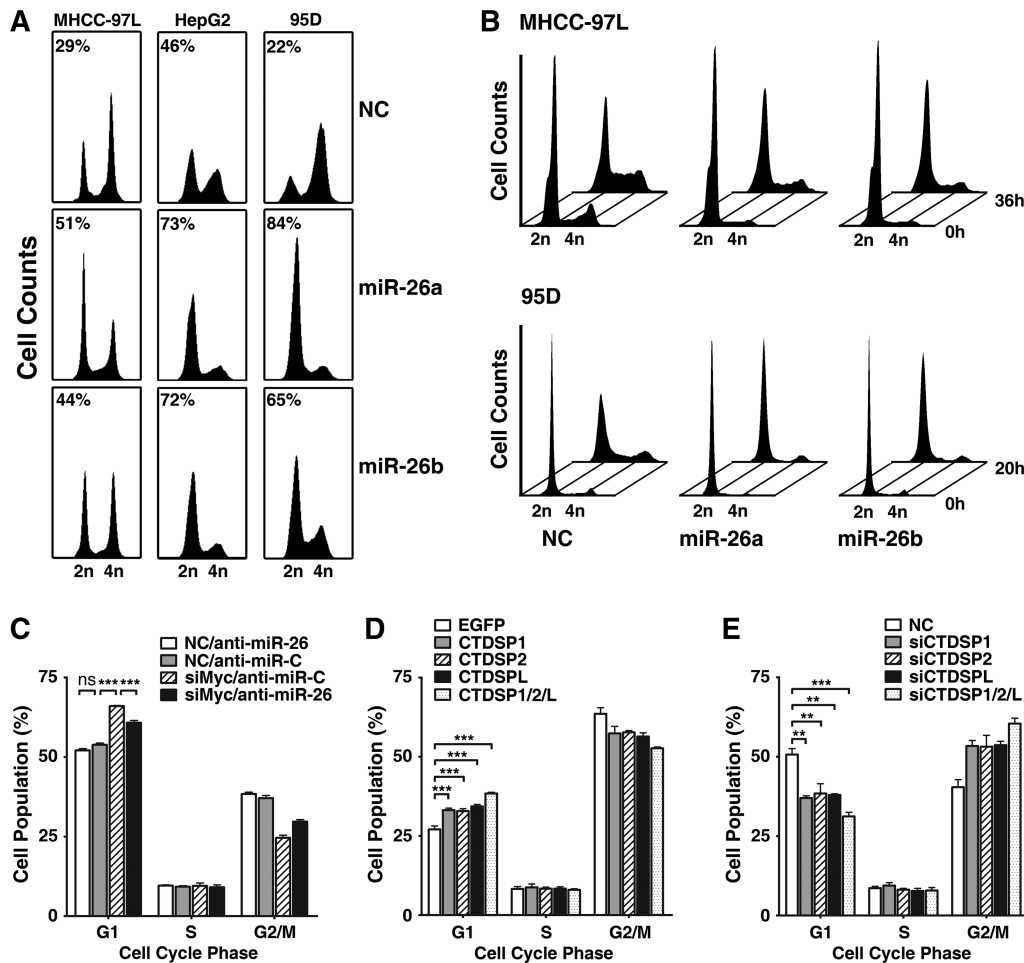 A
MHCC-97L HepG2 95D
29% 46% 22%
NC
51% 73% 84%
miR-26a
44% 72% 65%
miR-26b
Cell Counts
2n 4n 2n 4n 2n 4n
B MHCC-97L
Cell Counts
36h
0h
2n 4n 2n 4n 2n 4n
95D
Cell Counts
20h
0h
2n 4n 2n 4n 2n 4n
NC miR-26a miR-26b
C
NC/anti-miR-26
NC/anti-miR-C
siMyc/anti-miR-C
siMyc/anti-miR-26
ns *** ***
Cell Population (%)
75
50
25
0
G1 S G2/M
Cell Cycle Phase
D
EGFP
CTDSP1
CTDSP2
CTDSPL
CTDSP1/2/L
***
***
***
***
Cell Population (%)
75
50
25
0
G1 S G2/M
Cell Cycle Phase
E
NC
siCTDSP1
siCTDSP2
siCTDSPL
siCTDSP1/2/L
***
**
**
**
Cell Population (%)
75
50
25
0
G1 S G2/M
Cell Cycle Phase